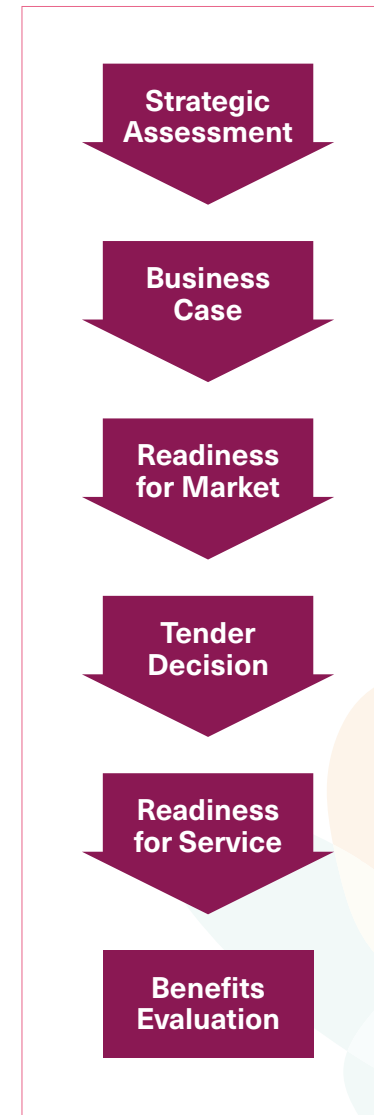 Strategic
Assessment
Business
Case
Readiness
for Market
Tender
Decision
Readiness
for Service
Benefits
Evaluation